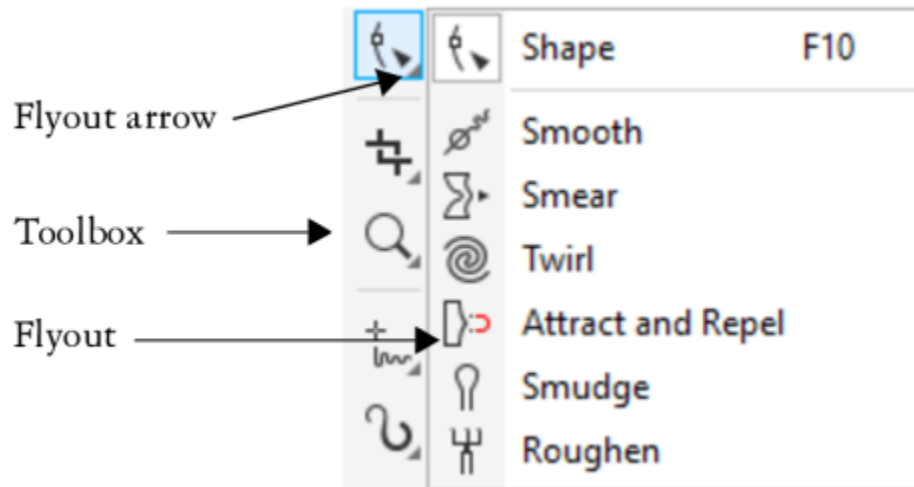 Shape F10
Flyout arrow
Smooth
Smear
Toolbox
Twirl
Flyout
Attract and Repel
Smudge
Roughen